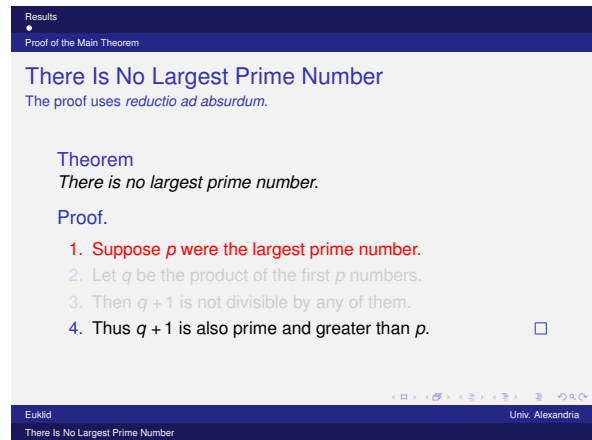 Results
Proof of the Main Theorem
There Is No Largest Prime Number
The proof uses reductio ad absurdum.
Theorem
There is no largest prime number.
Proof.
1. Suppose p were the largest prime number.
2. Let q be the product of the first p numbers.
3. Then q + 1 is not divisible by any of them.
4. Thus q + 1 is also prime and greater than p.
Euklid Univ. Alexandria
There Is No Largest Prime Number